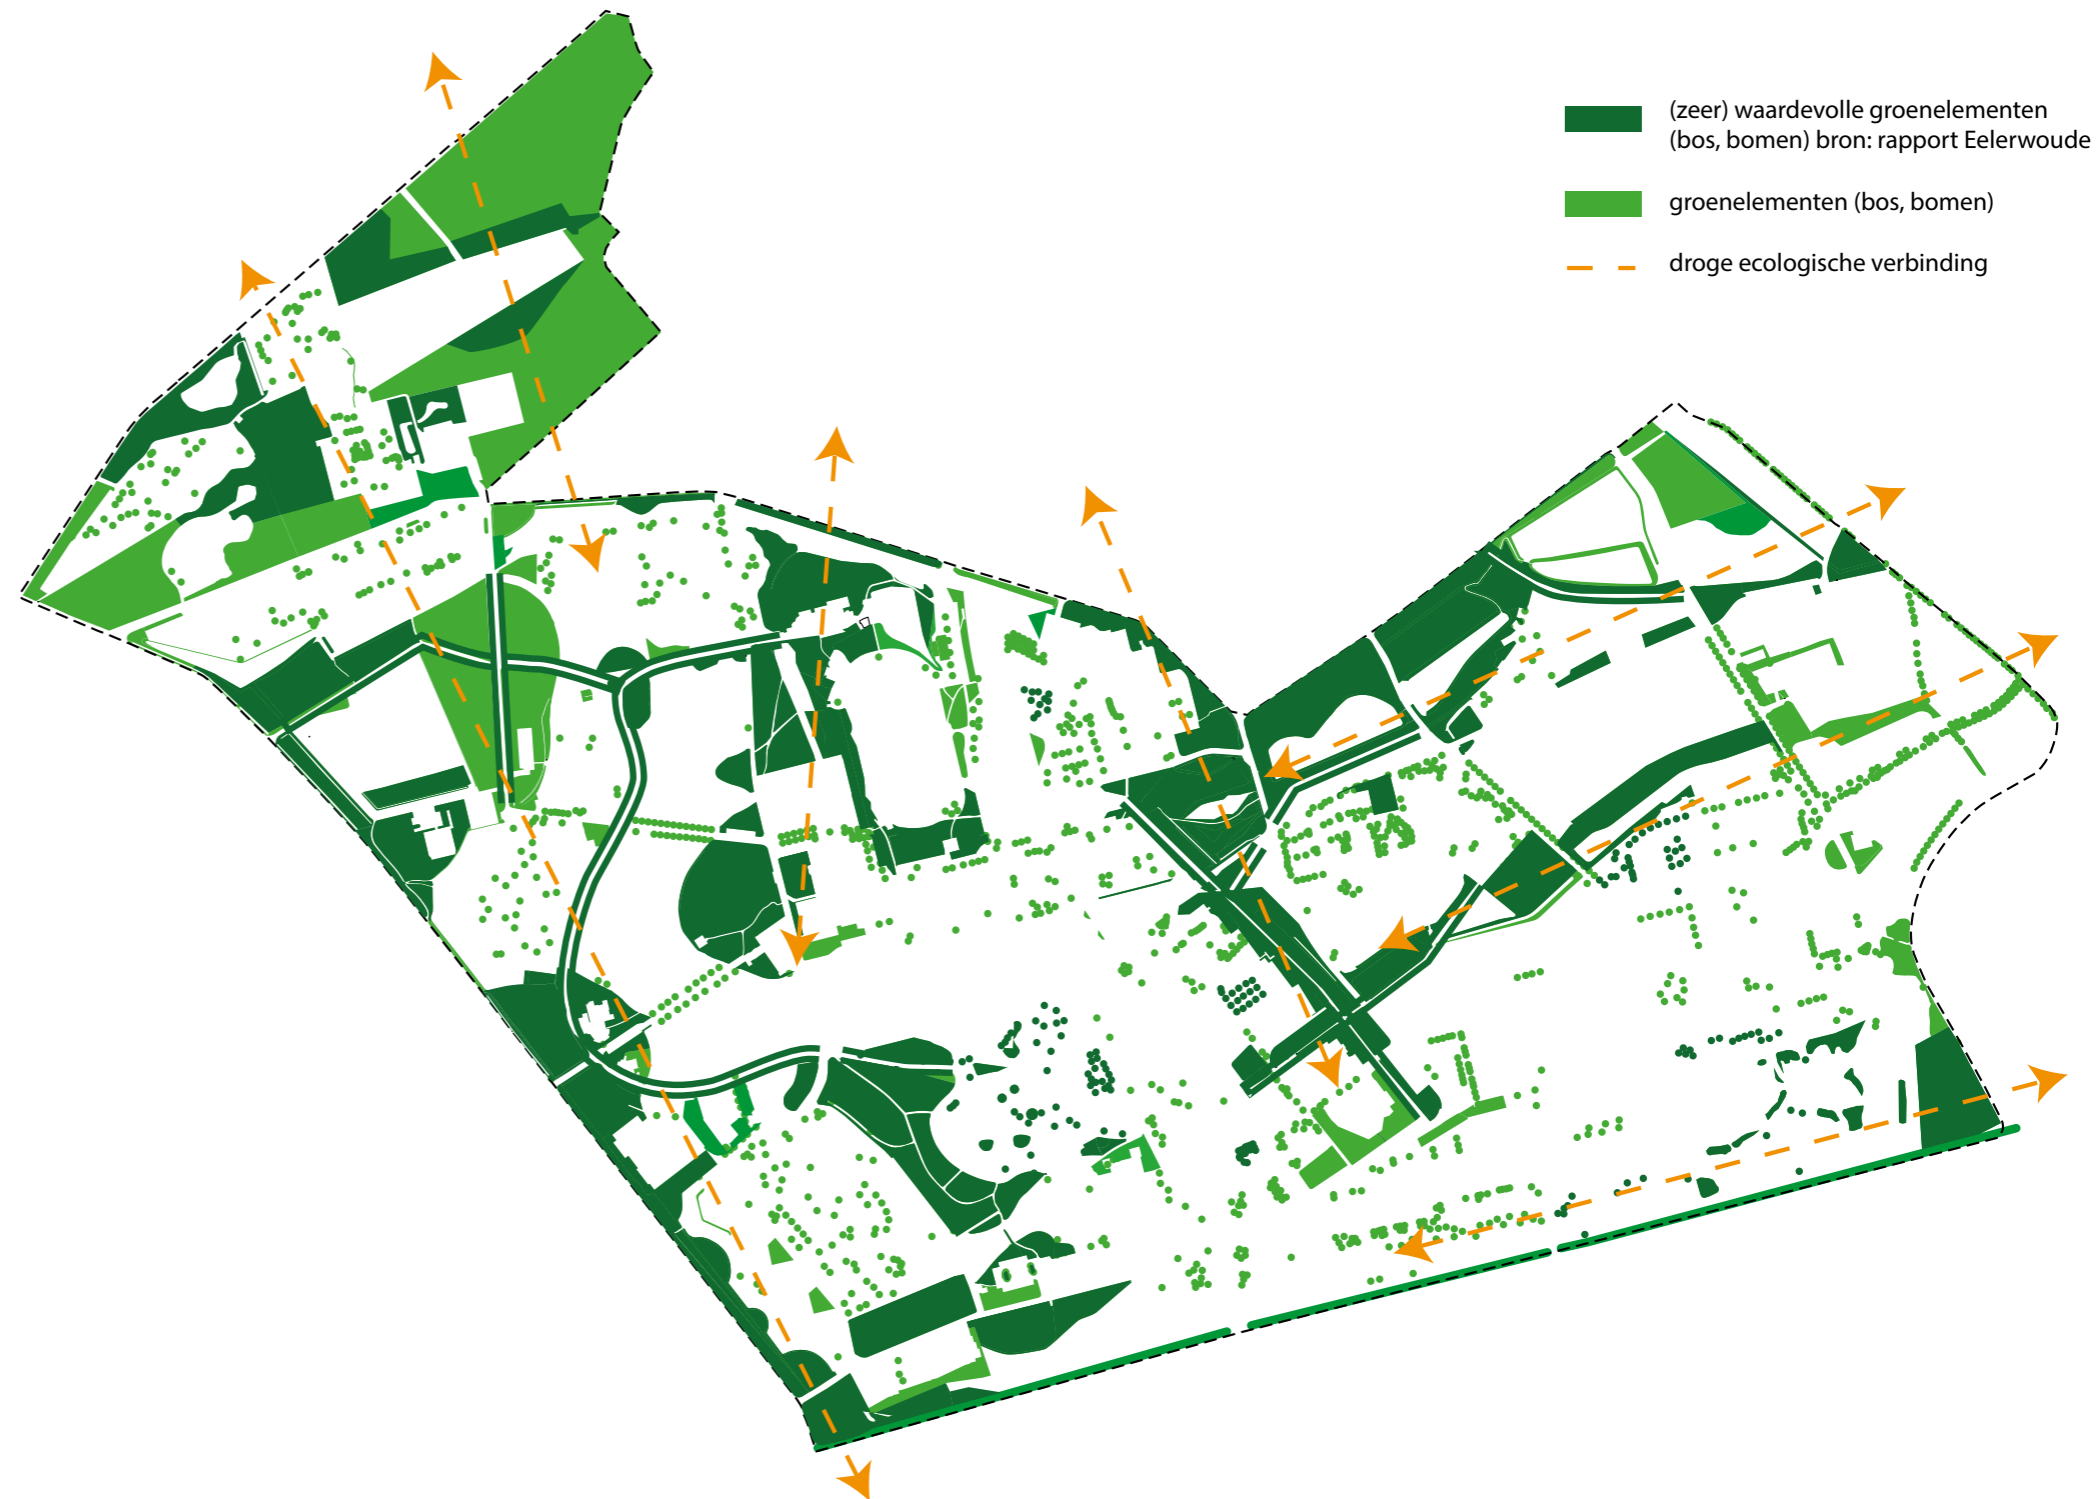 (zeer) waardevolle groenelementen
(bos, bomen) bron: rapport Eelerwoude
groenelementen (bos, bomen)
droge ecologische verbinding